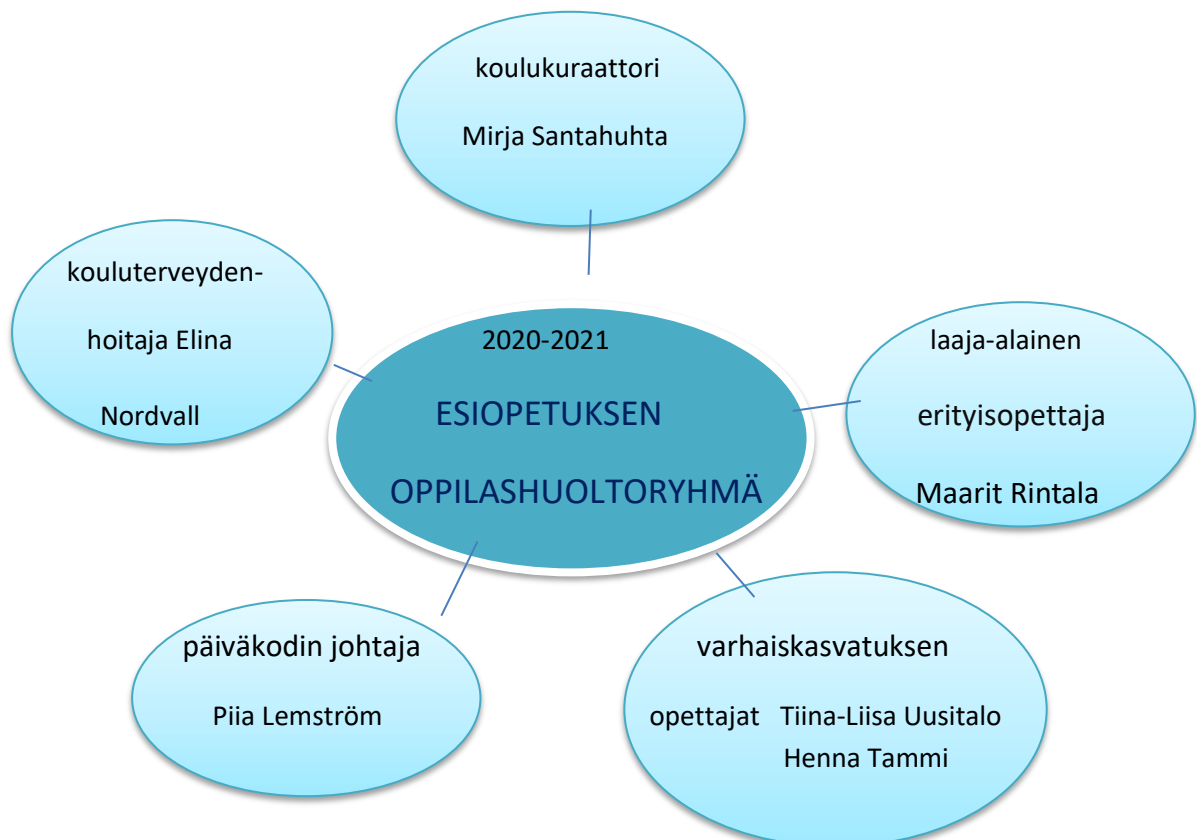 koulukuraattori
Mirja Santahuhta
kouluterveyden-
hoitaja Elina
Nordvall
2020-2021
ESIOPETUKSEN
OPPILASHUOLTORYHMÄ
laaja-alainen
erityisopettaja
Maarit Rintala
päiväkodin johtaja
Piia Lemström
varhaiskasvatuksen
opettajat Tiina-Liisa Uusitalo
Henna Tammi